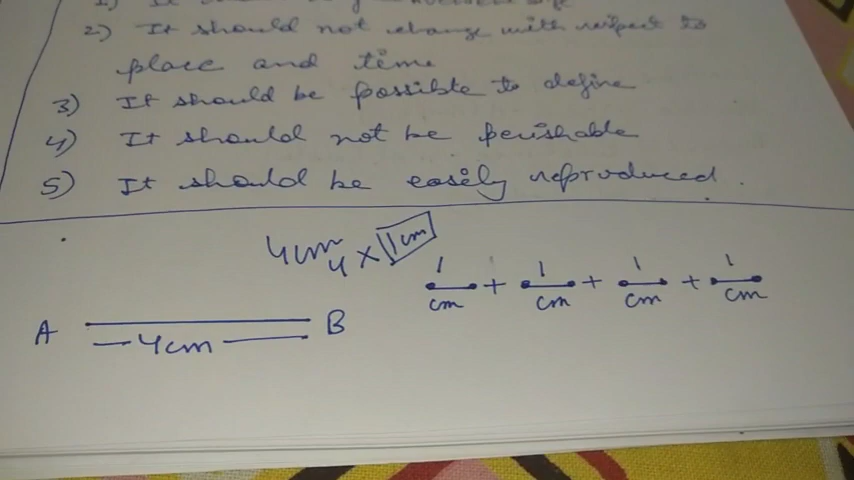 1) It
2) It should not change with respect to
place and time
3) It should be possible to define
4) It should not be perishable
5) It should be easily reproduced.
4cm
4 x 1cm
1 1 1 1
+ + +
cm cm cm cm
A B
4cm